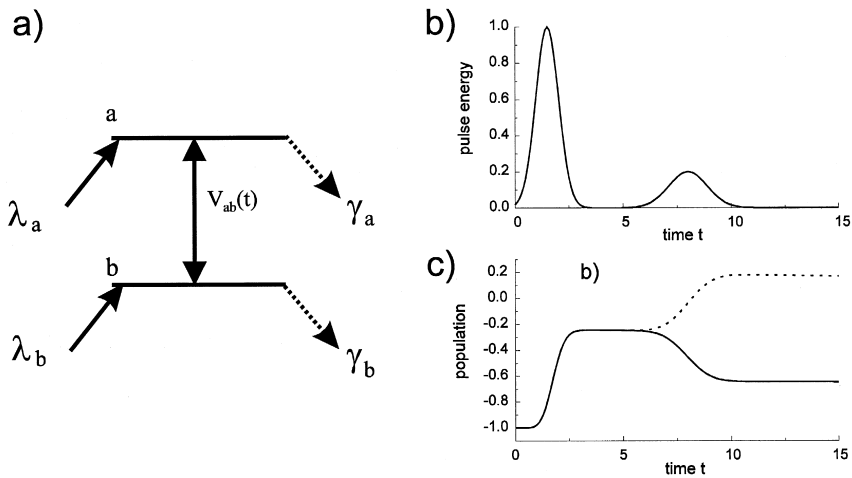 a)
a
λa
Vab(t)
γa
b
λb
γb
b)
pulse energy
1.0
0.8
0.6
0.4
0.2
0.0
0 5 10 15
time t
c)
b)
population
0.2
0.0
-0.2
-0.4
-0.6
-0.8
-1.0
0 5 10 15
time t